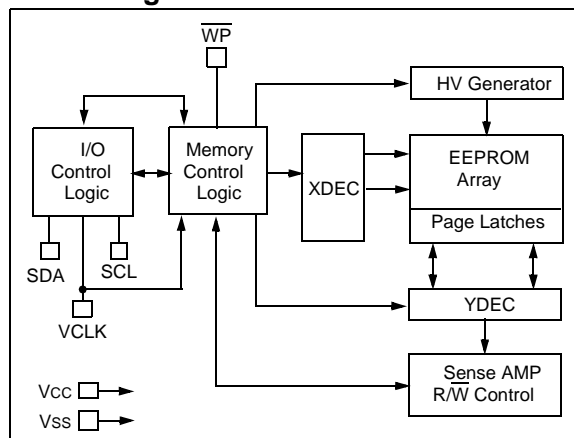 W̅P̅
HV Generator
I/O
Control
Logic
Memory
Control
Logic
XDEC
EEPROM
Array
Page Latches
SDA
SCL
VCLK
YDEC
Sense AMP
R/W̅ Control
Vcc
Vss